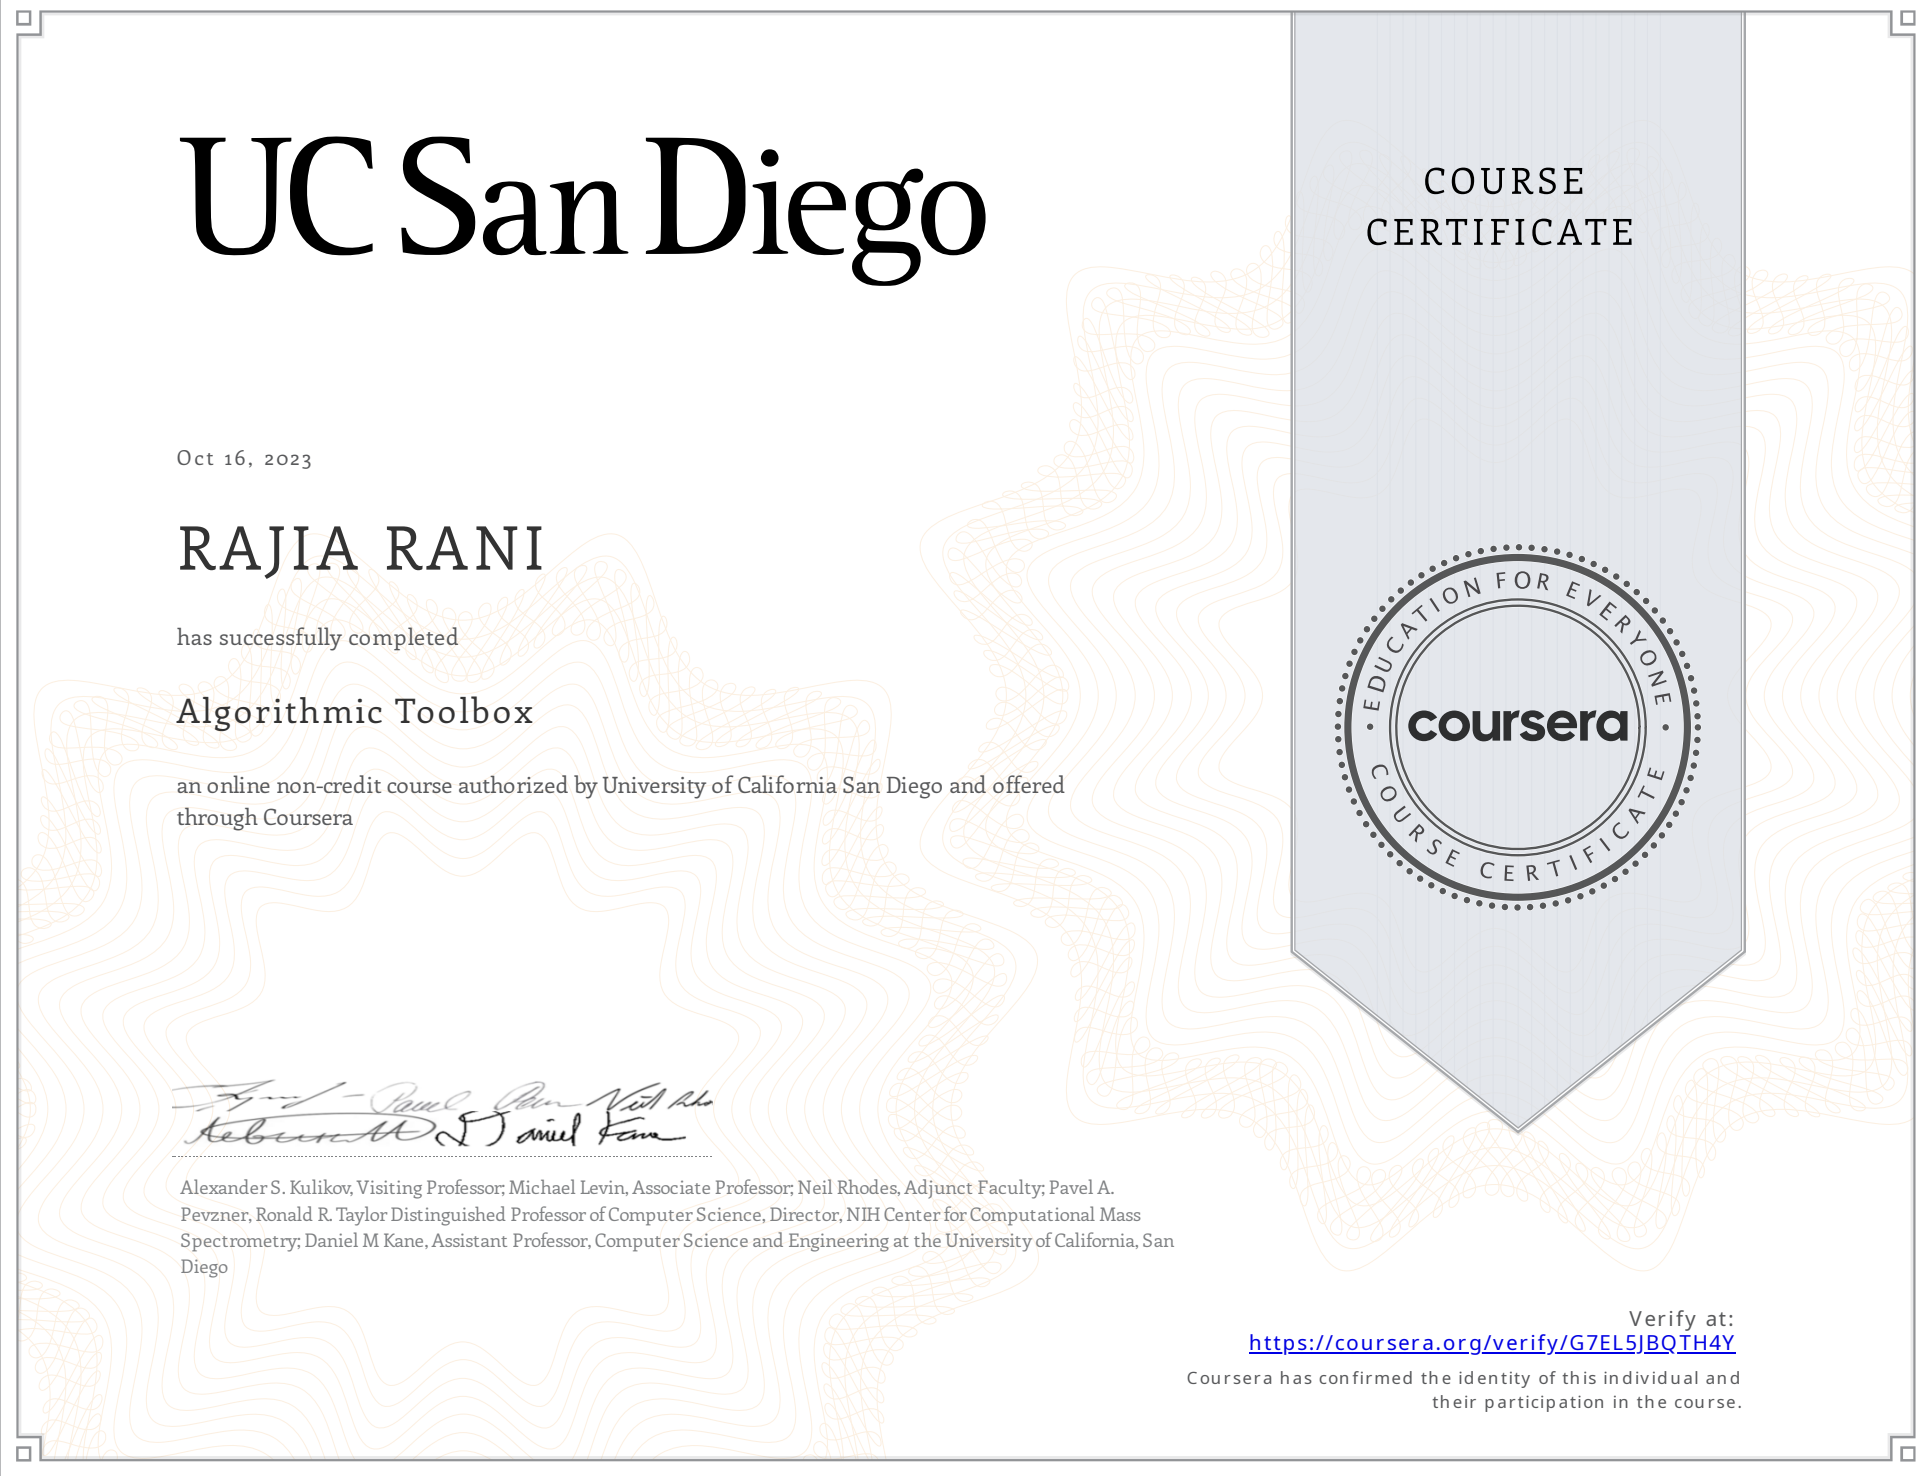 UC San Diego
COURSE
CERTIFICATE
Oct 16, 2023
RAJIA RANI
has successfully completed
Algorithmic Toolbox
an online non-credit course authorized by University of California San Diego and offered
through Coursera
EDUCATION FOR EVERYONE
coursera
COURSE CERTIFICATE
Daniel Kane
Alexander S. Kulikov, Visiting Professor; Michael Levin, Associate Professor; Neil Rhodes, Adjunct Faculty; Pavel A.
Pevzner, Ronald R. Taylor Distinguished Professor of Computer Science, Director, NIH Center for Computational Mass
Spectrometry; Daniel M Kane, Assistant Professor, Computer Science and Engineering at the University of California, San
Diego
Verify at:
https://coursera.org/verify/G7EL5JBQTH4Y
Coursera has confirmed the identity of this individual and
their participation in the course.